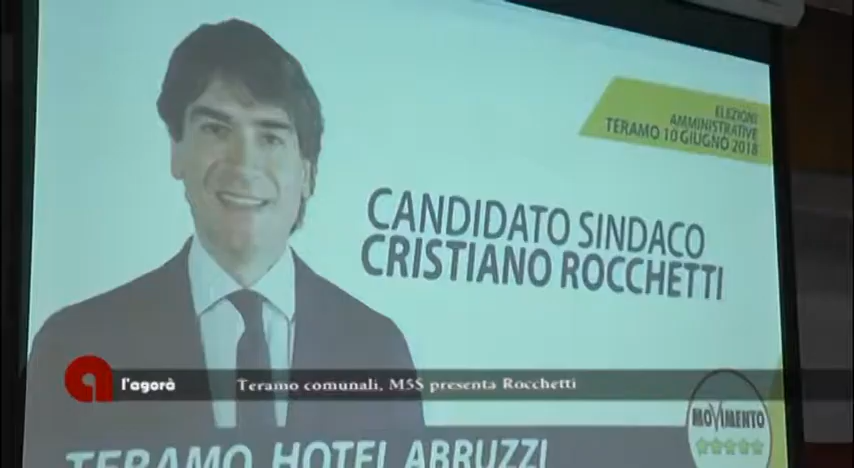 ELEZIONI
AMMINISTRATIVE
TERAMO 10 GIUGNO 2018
CANDIDATO SINDACO
CRISTIANO ROCCHETTI
a l'agorà
Teramo comunali, M5S presenta Rocchetti
MOVIMENTO
TERAMO HOTEL ABRUZZI